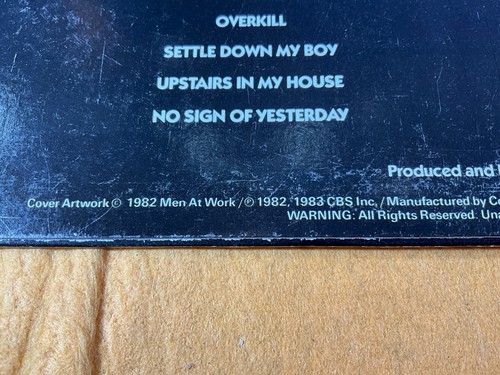 OVERKILL
SETTLE DOWN MY BOY
UPSTAIRS IN MY HOUSE
NO SIGN OF YESTERDAY
Produced and
Cover Artwork © 1982 Men At Work / ℗ 1982, 1983 CBS Inc. / Manufactured by
WARNING: All Rights Reserved.